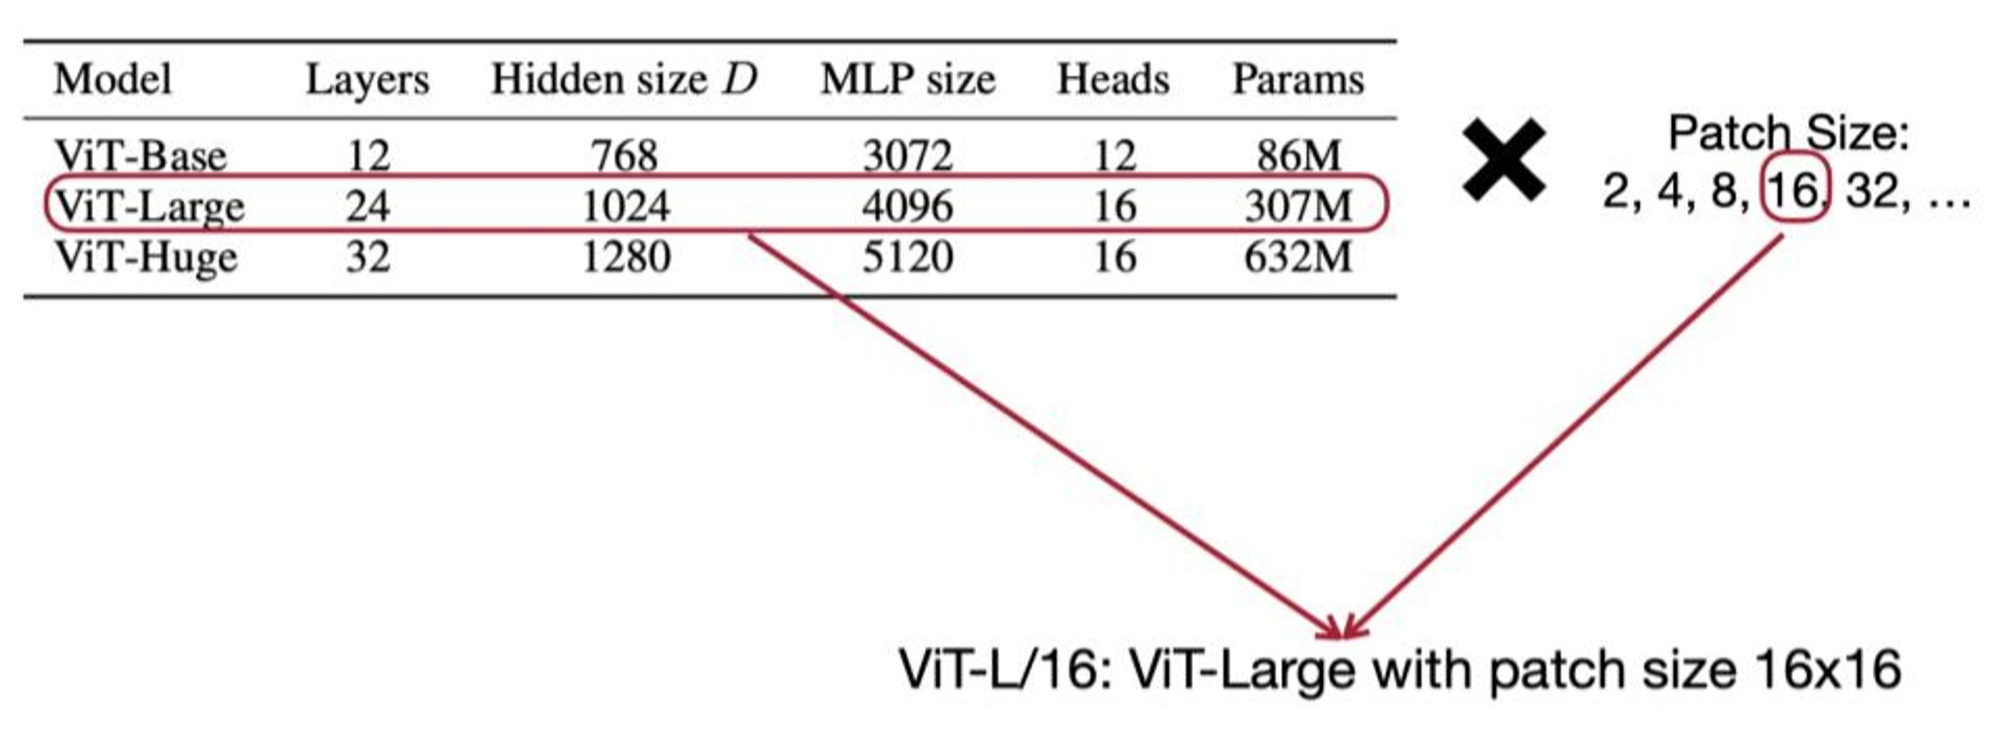 Model Layers Hidden size D MLP size Heads Params
ViT-Base 12 768 3072 12 86M
ViT-Large 24 1024 4096 16 307M
ViT-Huge 32 1280 5120 16 632M
Patch Size:
2, 4, 8, 16, 32, ...
ViT-L/16: ViT-Large with patch size 16x16